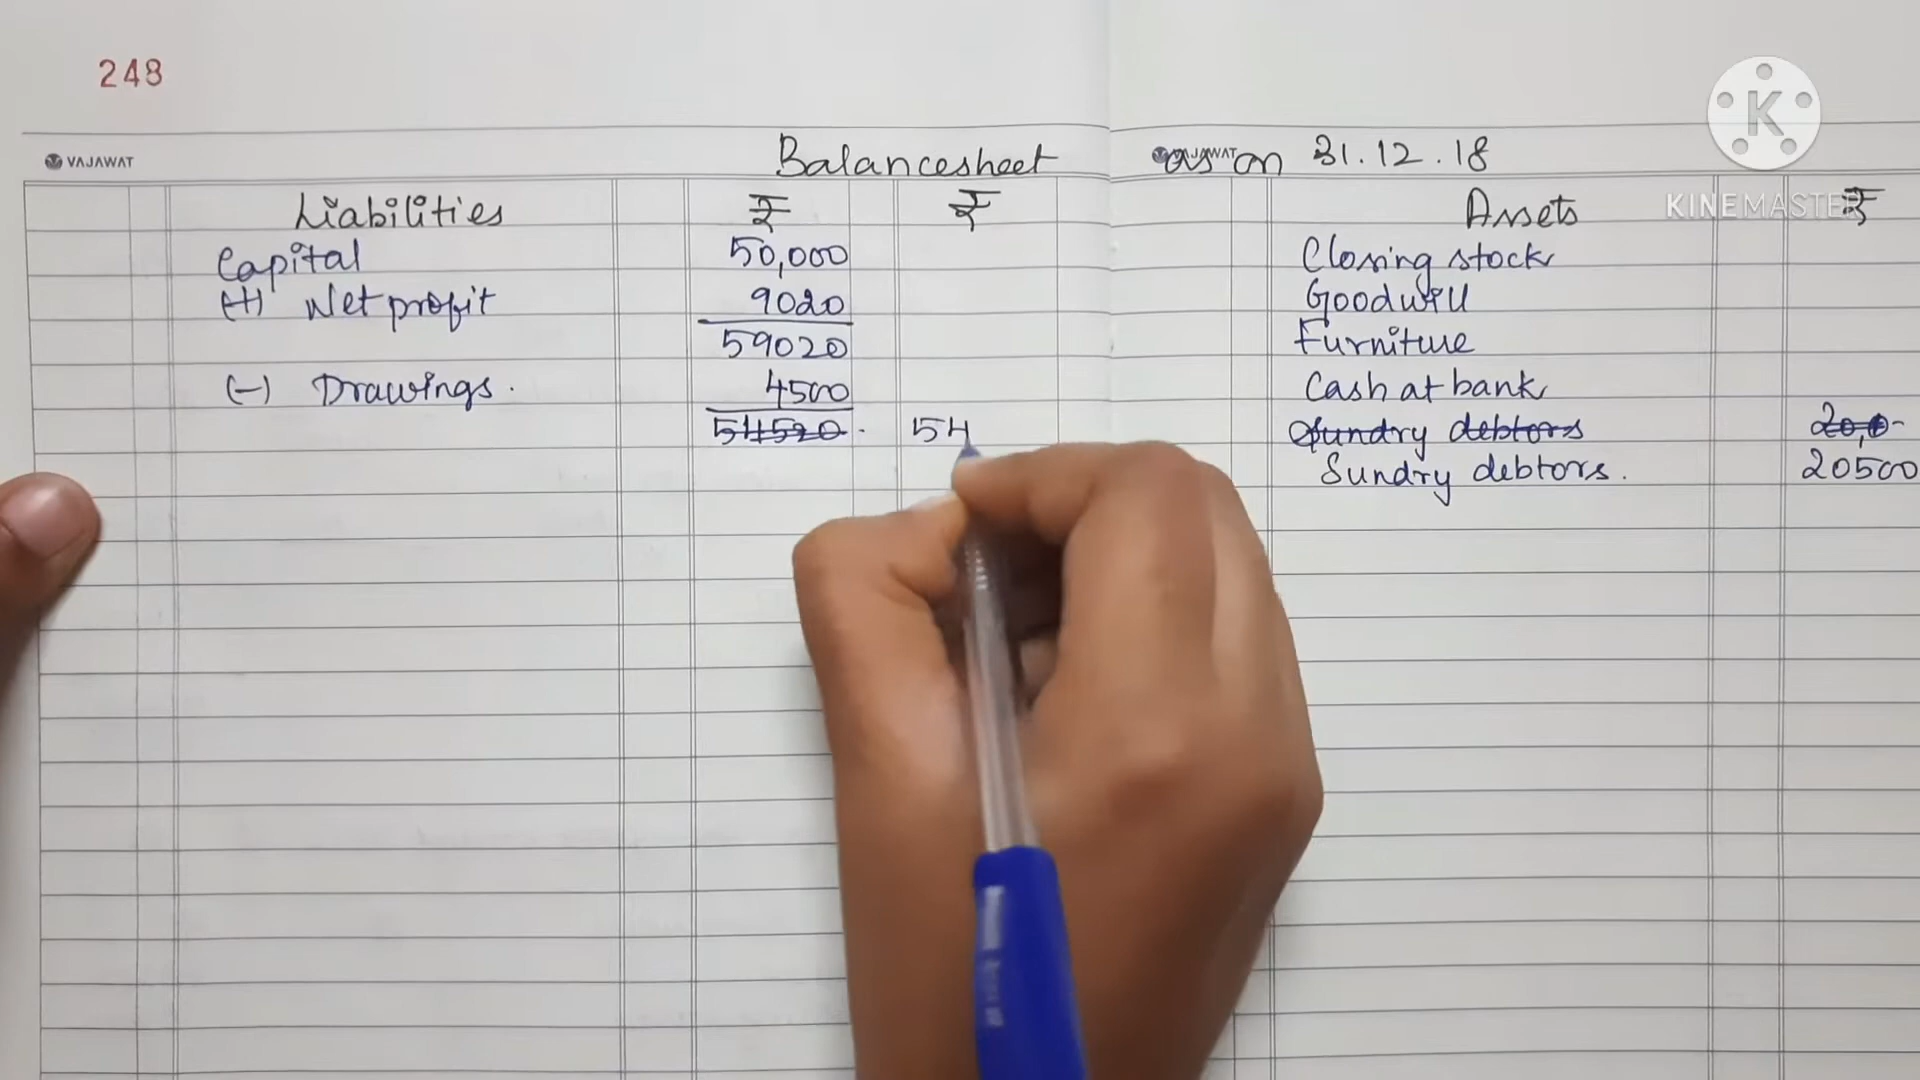 248
VAJAWAT
Balancesheet as on 31.12.18
KINEMASTER
K
Liabilities ₹ ₹ Assets ₹
Capital 50,000 Closing stock
(+) Net profit 9020 Goodwill
59020 Furniture
(-) Drawings. 4500 Cash at bank
54520. 54 Sundry debtors 20,0-
Sundry debtors. 20500